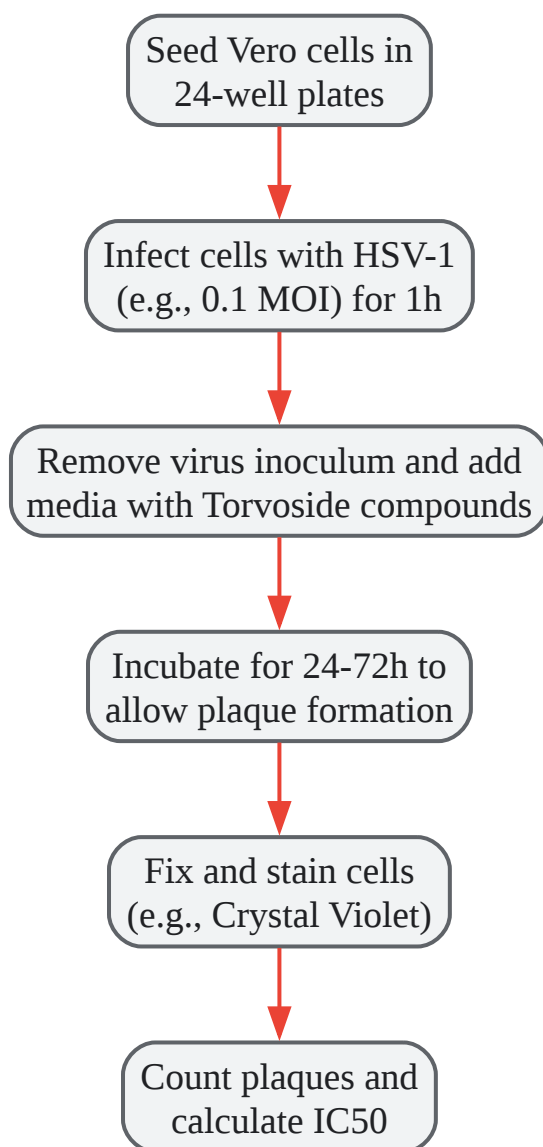 Seed Vero cells in
24-well plates
Infect cells with HSV-1
(e.g., 0.1 MOI) for 1h
Remove virus inoculum and add
media with Torvoside compounds
Incubate for 24-72h to
allow plaque formation
Fix and stain cells
(e.g., Crystal Violet)
Count plaques and
calculate IC50